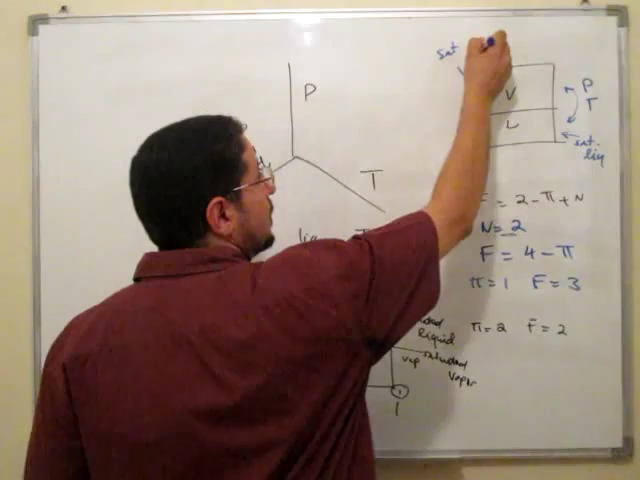 sat
P
V
P
T
L
sat.
liq
T
F = 2 - π + N
N = 2
F = 4 - π
π = 1 F = 3
π = 2 F = 2
liquid
vap saturated
vapor
1